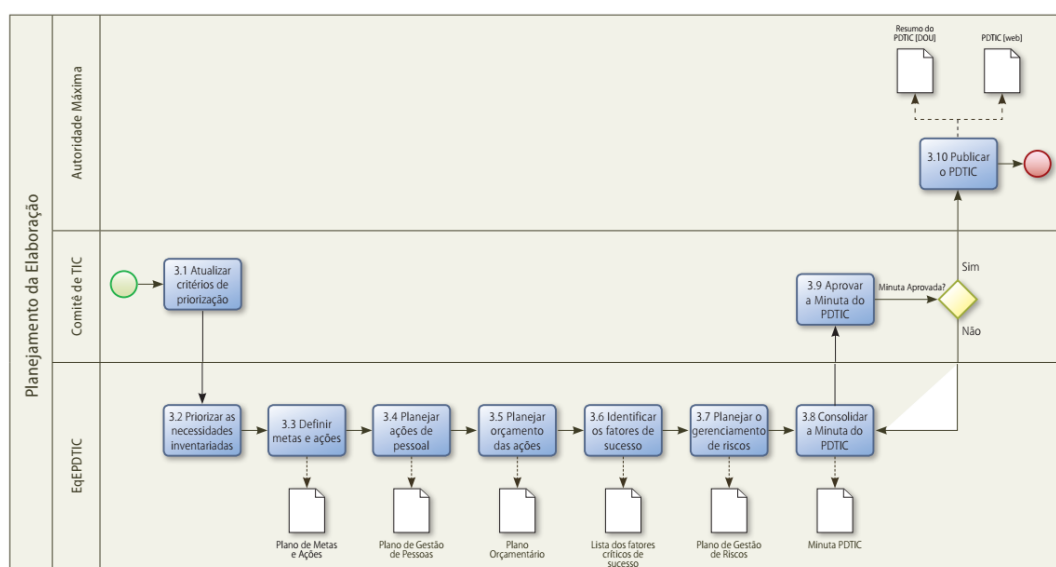 Planejamento da Elaboração
Autoridade Máxima
Resumo do
PDTIC [DOU]
PDTIC [web]
3.10 Publicar
o PDTIC
Comitê de TIC
3.1 Atualizar
critérios de
priorização
3.9 Aprovar
a Minuta do
PDTIC
Minuta Aprovada?
Sim
Não
EqEPDTIC
3.2 Priorizar as
necessidades
inventariadas
3.3 Definir
metas e ações
3.4 Planejar
ações de
pessoal
3.5 Planejar
orçamento
das ações
3.6 Identificar
os fatores de
sucesso
3.7 Planejar o
gerenciamento
de riscos
3.8 Consolidar
a Minuta do
PDTIC
Plano de Metas
e Ações
Plano de Gestão
de Pessoas
Plano
Orçamentário
Lista dos fatores
críticos de
sucesso
Plano de Gestão
de Riscos
Minuta PDTIC